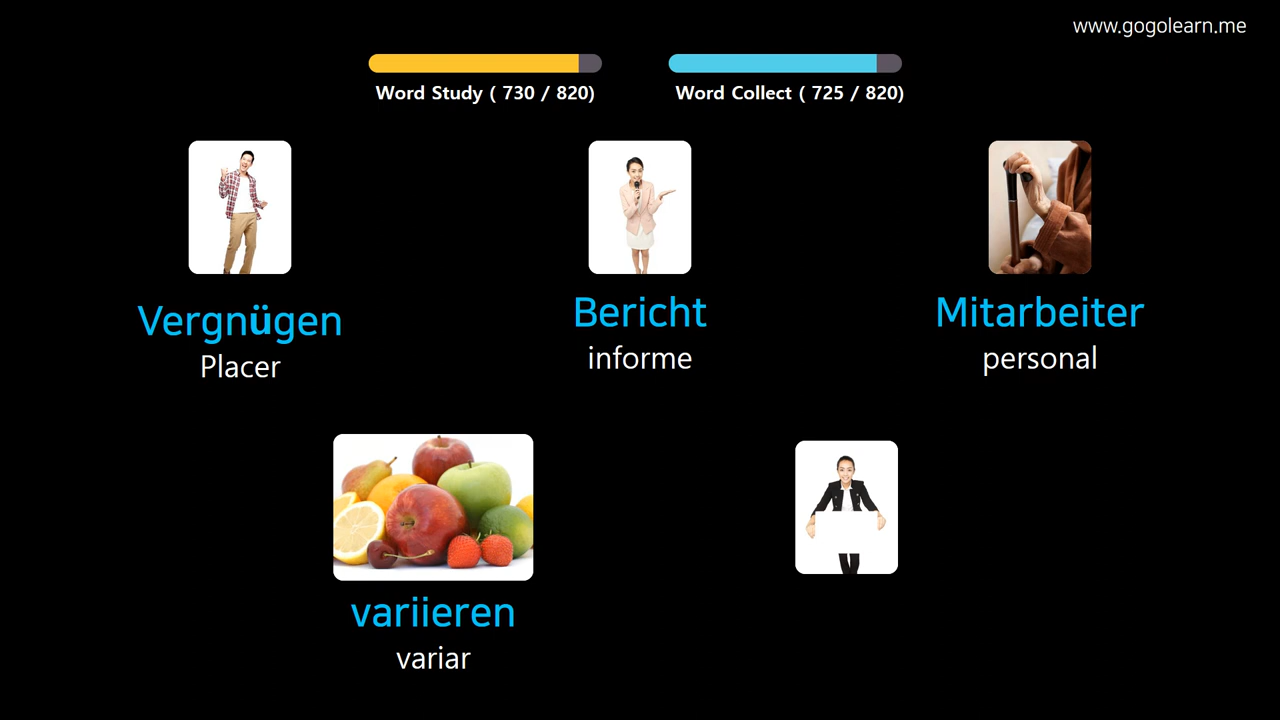 www.gogolearn.me
Word Study ( 730 / 820)
Word Collect ( 725 / 820)
Vergnügen
Placer
Bericht
informe
Mitarbeiter
personal
variieren
variar